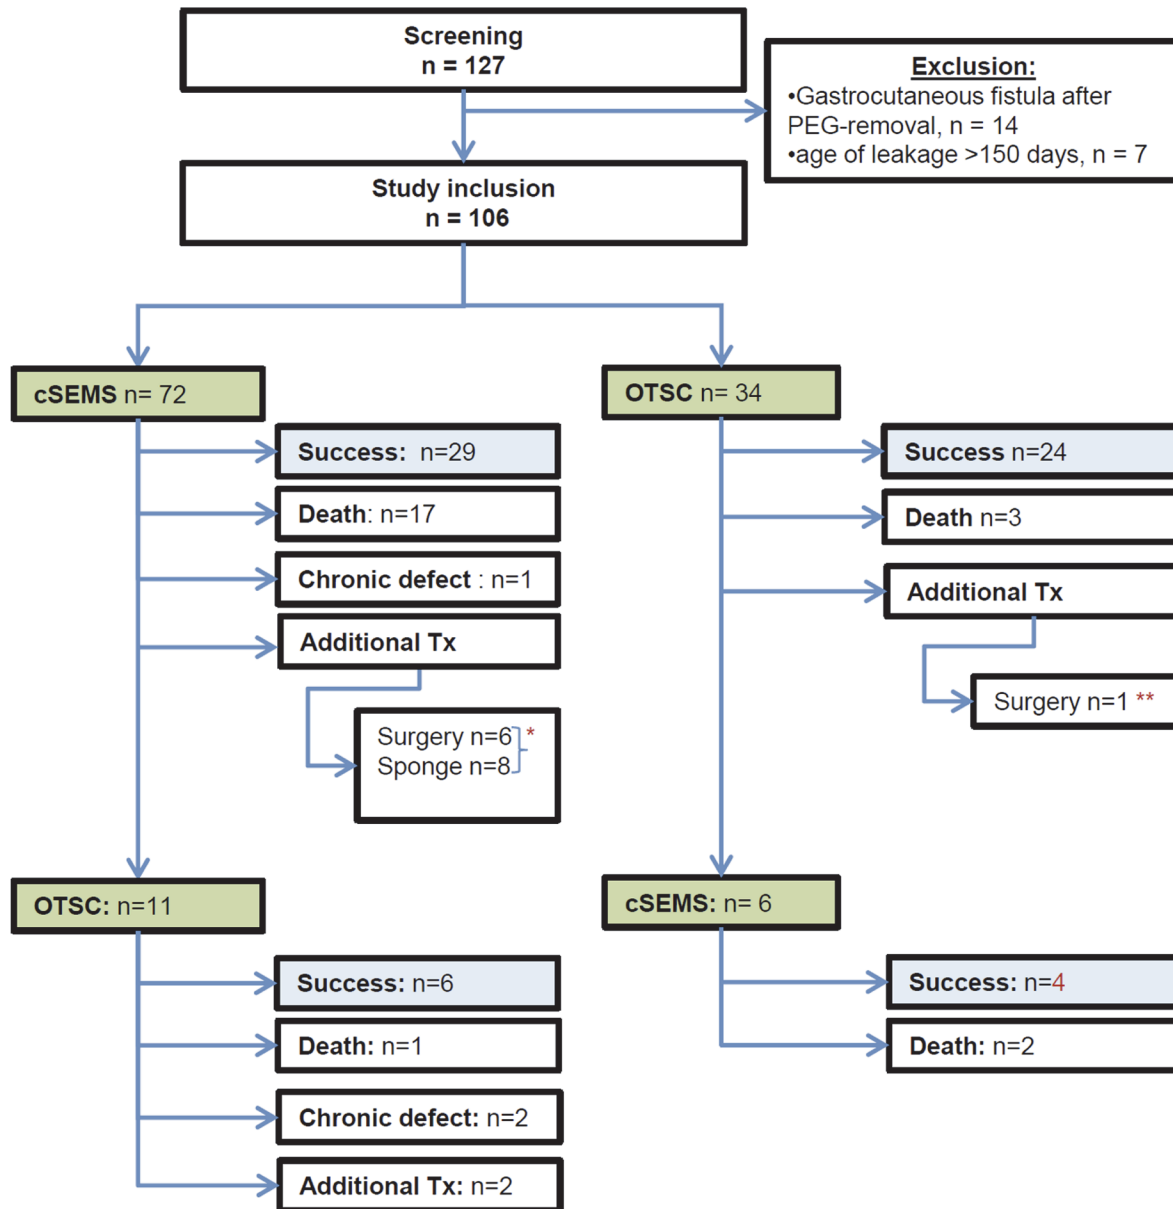 Screening
n = 127
Exclusion:
•Gastrocutaneous fistula after
PEG-removal, n = 14
•age of leakage >150 days, n = 7
Study inclusion
n = 106
cSEMS n= 72
Success: n=29
Death: n=17
Chronic defect : n=1
Additional Tx
Surgery n=6 *
Sponge n=8
OTSC: n=11
Success: n=6
Death: n=1
Chronic defect: n=2
Additional Tx: n=2
OTSC n= 34
Success n=24
Death n=3
Additional Tx
Surgery n=1 **
cSEMS: n= 6
Success: n=4
Death: n=2